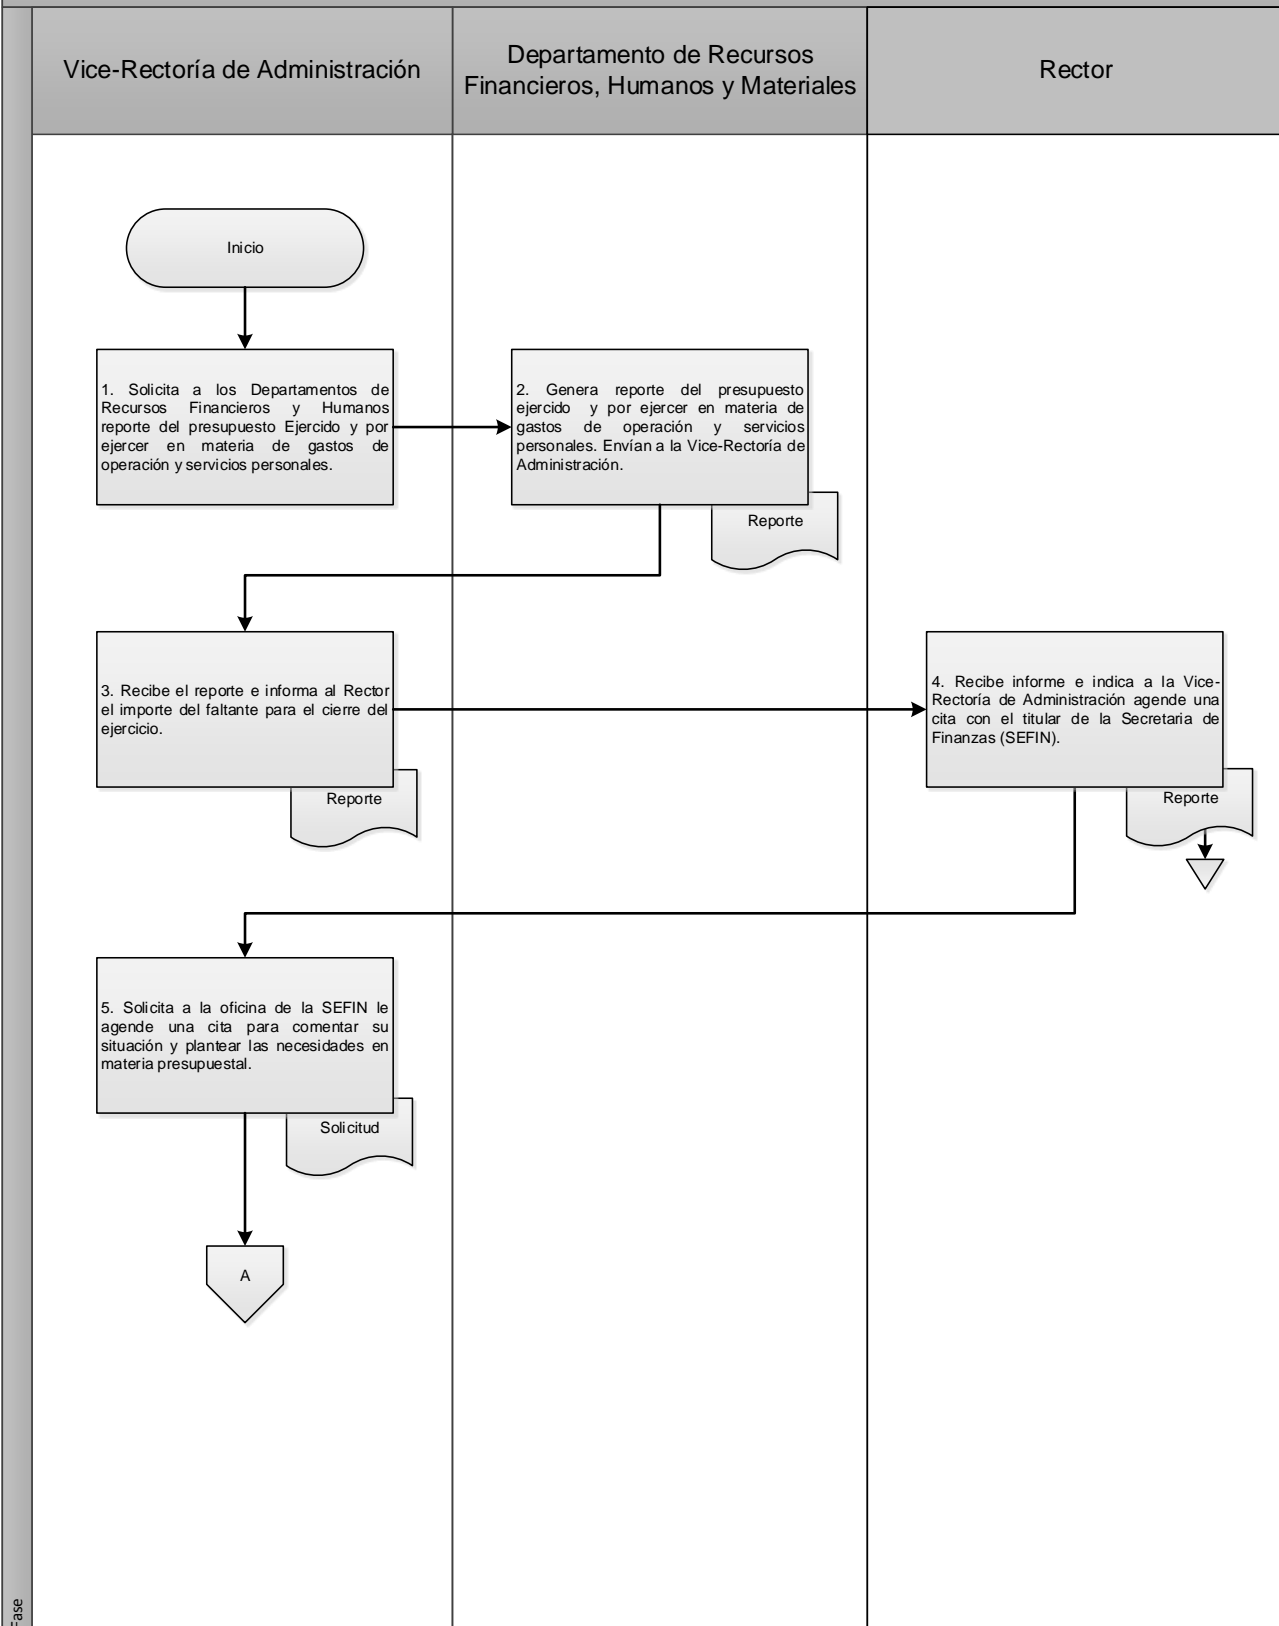 Vice-Rectoría de Administración
Departamento de Recursos
Financieros, Humanos y Materiales
Rector
Inicio
1. Solicita a los Departamentos de
Recursos Financieros y Humanos
reporte del presupuesto Ejercido y por
ejercer en materia de gastos de
operación y servicios personales.
2. Genera reporte del presupuesto
ejercido y por ejercer en materia de
gastos de operación y servicios
personales. Envían a la Vice-Rectoría de
Administración.
Reporte
3. Recibe el reporte e informa al Rector
el importe del faltante para el cierre del
ejercicio.
Reporte
4. Recibe informe e indica a la Vice-
Rectoría de Administración agende una
cita con el titular de la Secretaria de
Finanzas (SEFIN).
Reporte
5. Solicita a la oficina de la SEFIN le
agende una cita para comentar su
situación y plantear las necesidades en
materia presupuestal.
Solicitud
A
Fase